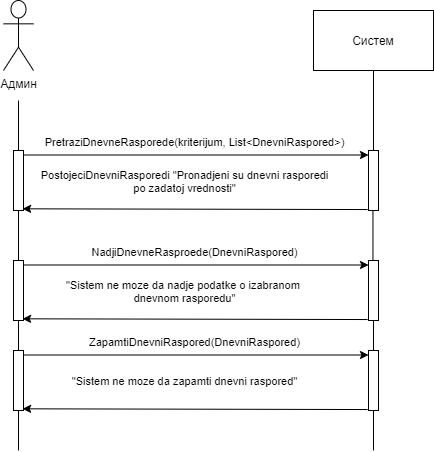 Админ
Систем
PretraziDnevneRasporede(kriterijum, List<DnevniRaspored>)
PostojeciDnevniRasporedi "Pronadjeni su dnevni rasporedi
po zadatoj vrednosti"
NadjiDnevneRasproede(DnevniRaspored)
"Sistem ne moze da nadje podatke o izabranom
dnevnom rasporedu"
ZapamtiDnevniRaspored(DnevniRaspored)
"Sistem ne moze da zapamti dnevni raspored"